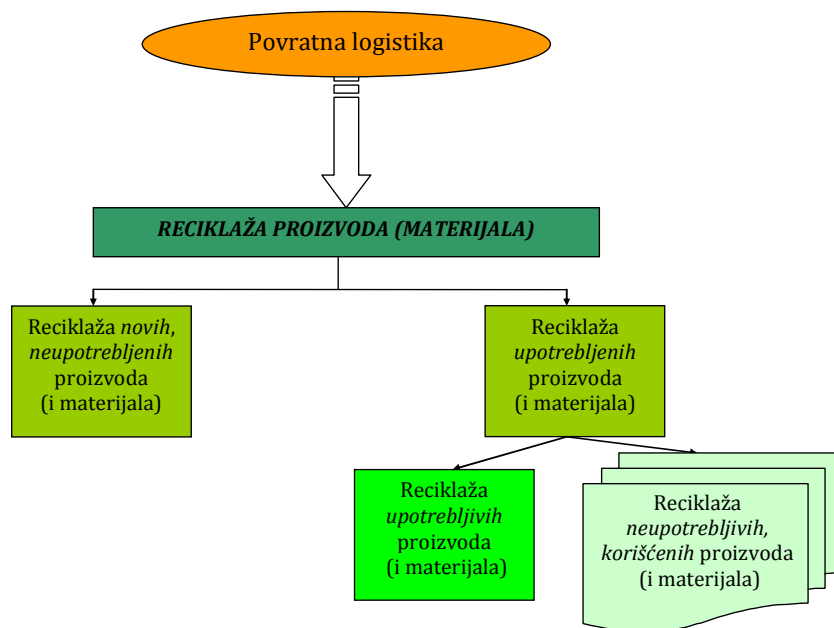 Povratna logistika
RECIKLAŽA PROIZVODA (MATERIJALA)
Reciklaža novih,
neupotrebljenih
proizvoda
(i materijala)
Reciklaža
upotrebljenih
proizvoda
(i materijala)
Reciklaža
upotrebljivih
proizvoda
(i materijala)
Reciklaža
neupotrebljivih,
korišćenih proizvoda
(i materijala)